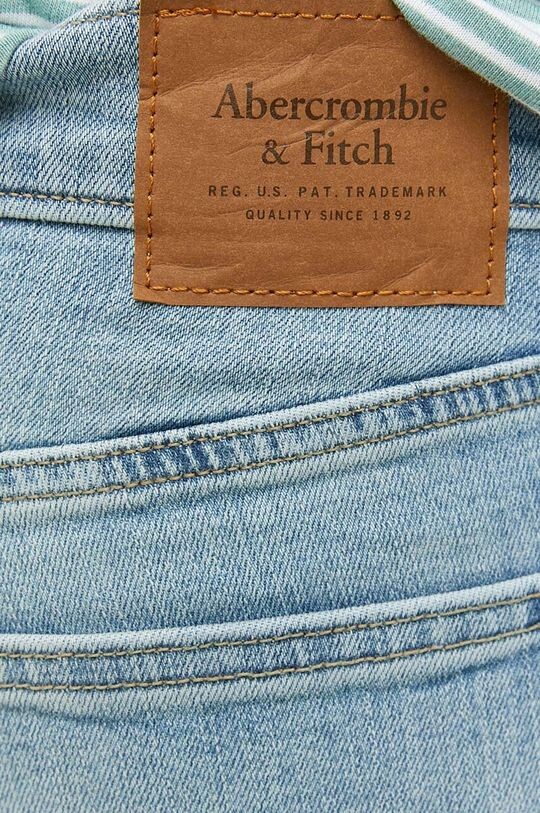 Abercrombie
& Fitch
REG. U.S. PAT. TRADEMARK
QUALITY SINCE 1892